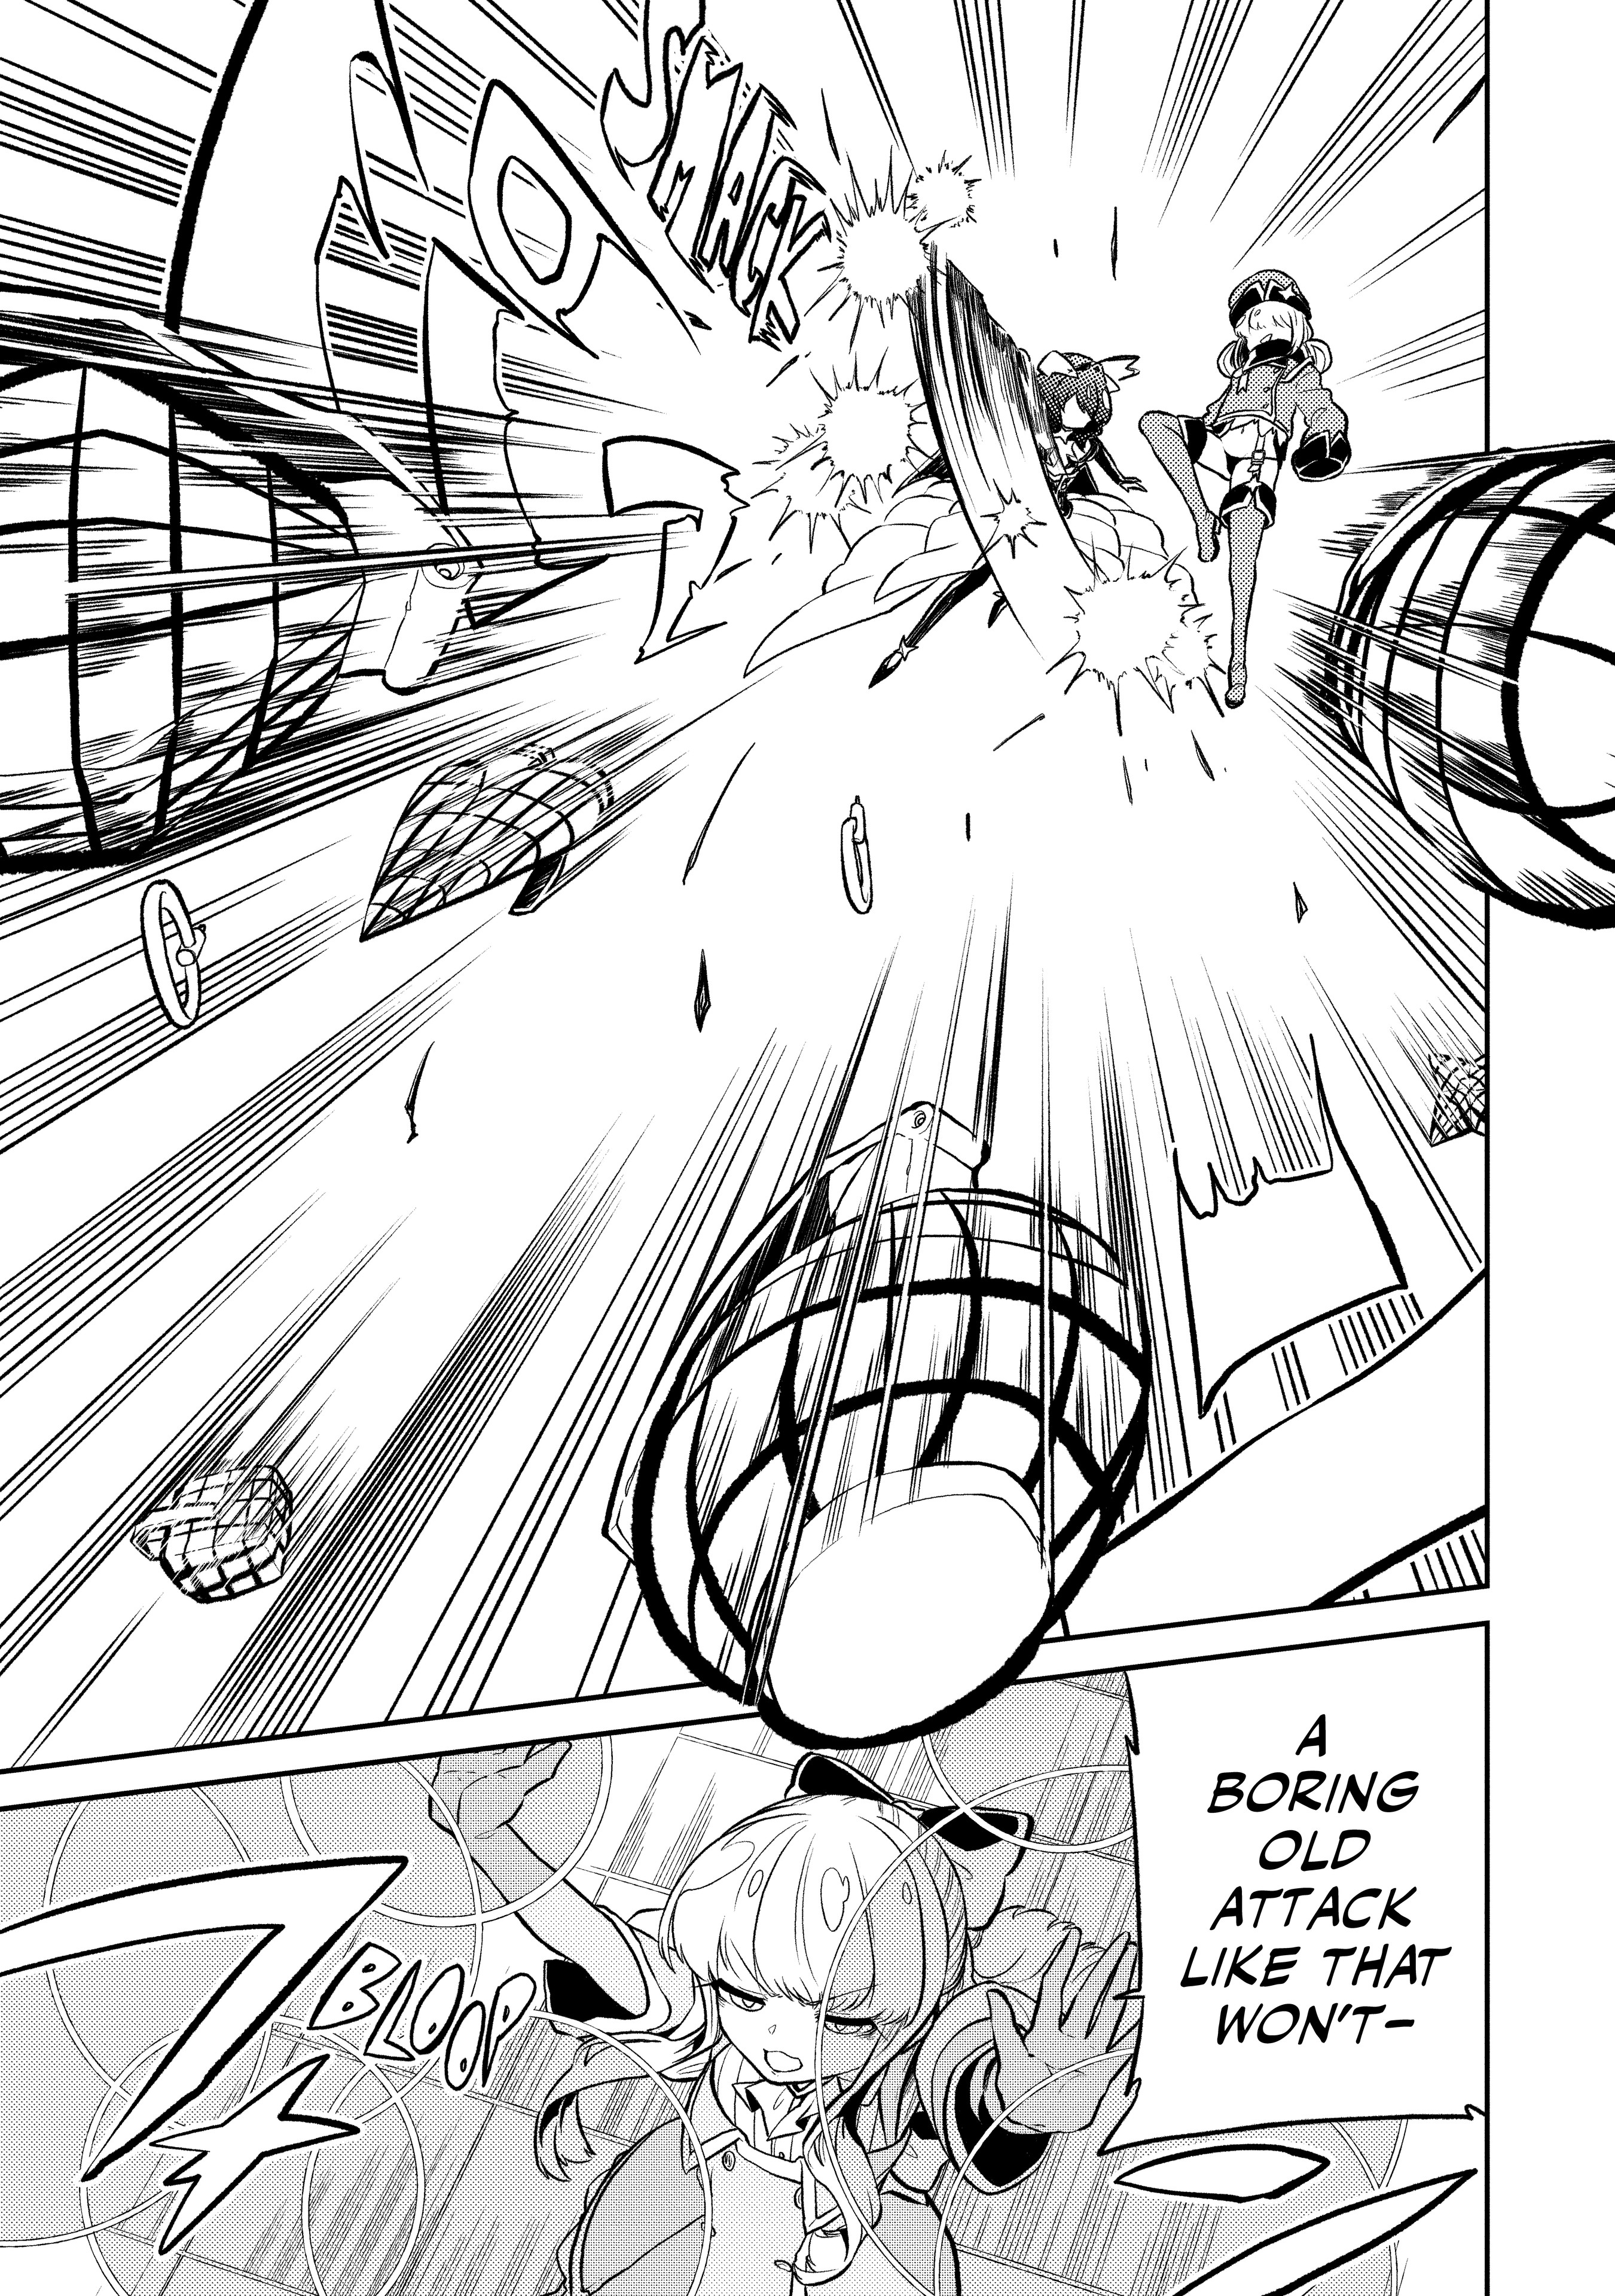 SMACK
A
BORING
OLD
ATTACK
LIKE THAT
WON'T-
BLOOP